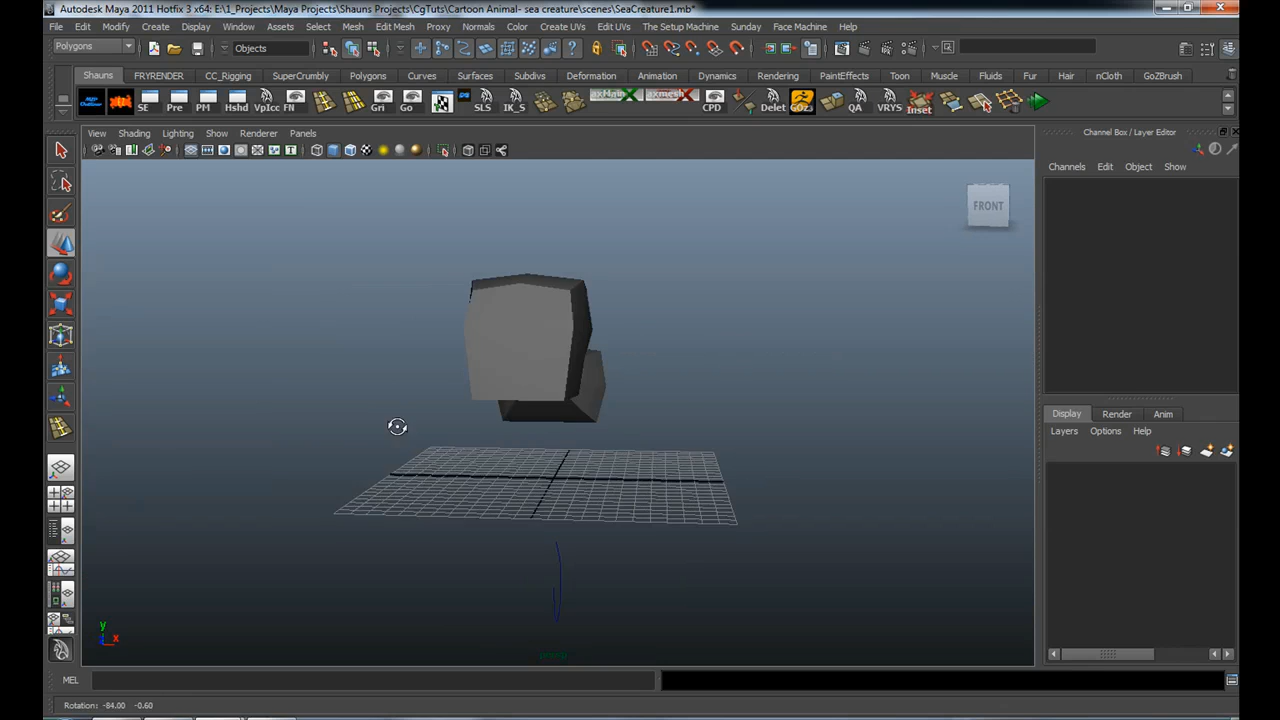 Autodesk Maya 2011 Hotfix 3 x64: E:\1_Projects\Maya Projects\Shauns Projects\CgTuts\Cartoon Animal- sea creature\scenes\SeaCreature1.mb*
File Edit Modify Create Display Window Assets Select Mesh Edit Mesh Proxy Normals Color Create UVs Edit UVs The Setup Machine Sunday Face Machine Help
Polygons Objects
Shauns FRYRENDER CC_Rigging SuperCrumbly Polygons Curves Surfaces Subdivs Deformation Animation Dynamics Rendering PaintEffects Toon Muscle Fluids Fur Hair nCloth GoZBrush
SE Pre PM Hshd VpIcc FN Gri Go SLS IK_S axMain axmesh CPD Delet GOz3 QA VRYS Inset
View Shading Lighting Show Renderer Panels
Channel Box / Layer Editor
Channels Edit Object Show
FRONT
Display Render Anim
Layers Options Help
y
x
persp
MEL
Rotation: -84.00 -0.60